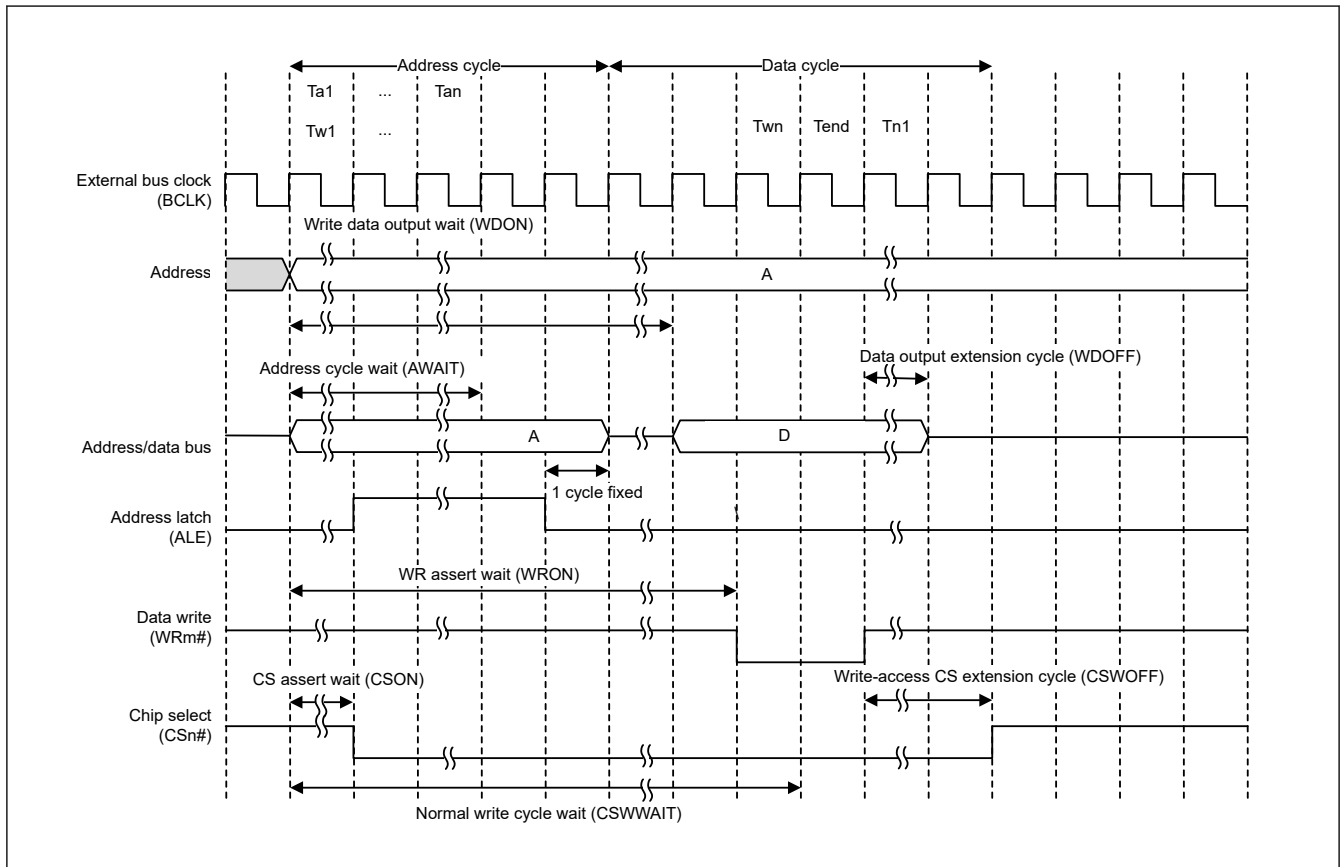 Address cycle
Data cycle
Ta1
...
Tan
Tw1
...
Twn
Tend
Tn1
External bus clock
(BCLK)
Write data output wait (WDON)
Address
A
Data output extension cycle (WDOFF)
Address cycle wait (AWAIT)
Address/data bus
A
D
1 cycle fixed
Address latch
(ALE)
WR assert wait (WRON)
Data write
(WRm#)
CS assert wait (CSON)
Write-access CS extension cycle (CSWOFF)
Chip select
(CSn#)
Normal write cycle wait (CSWWAIT)